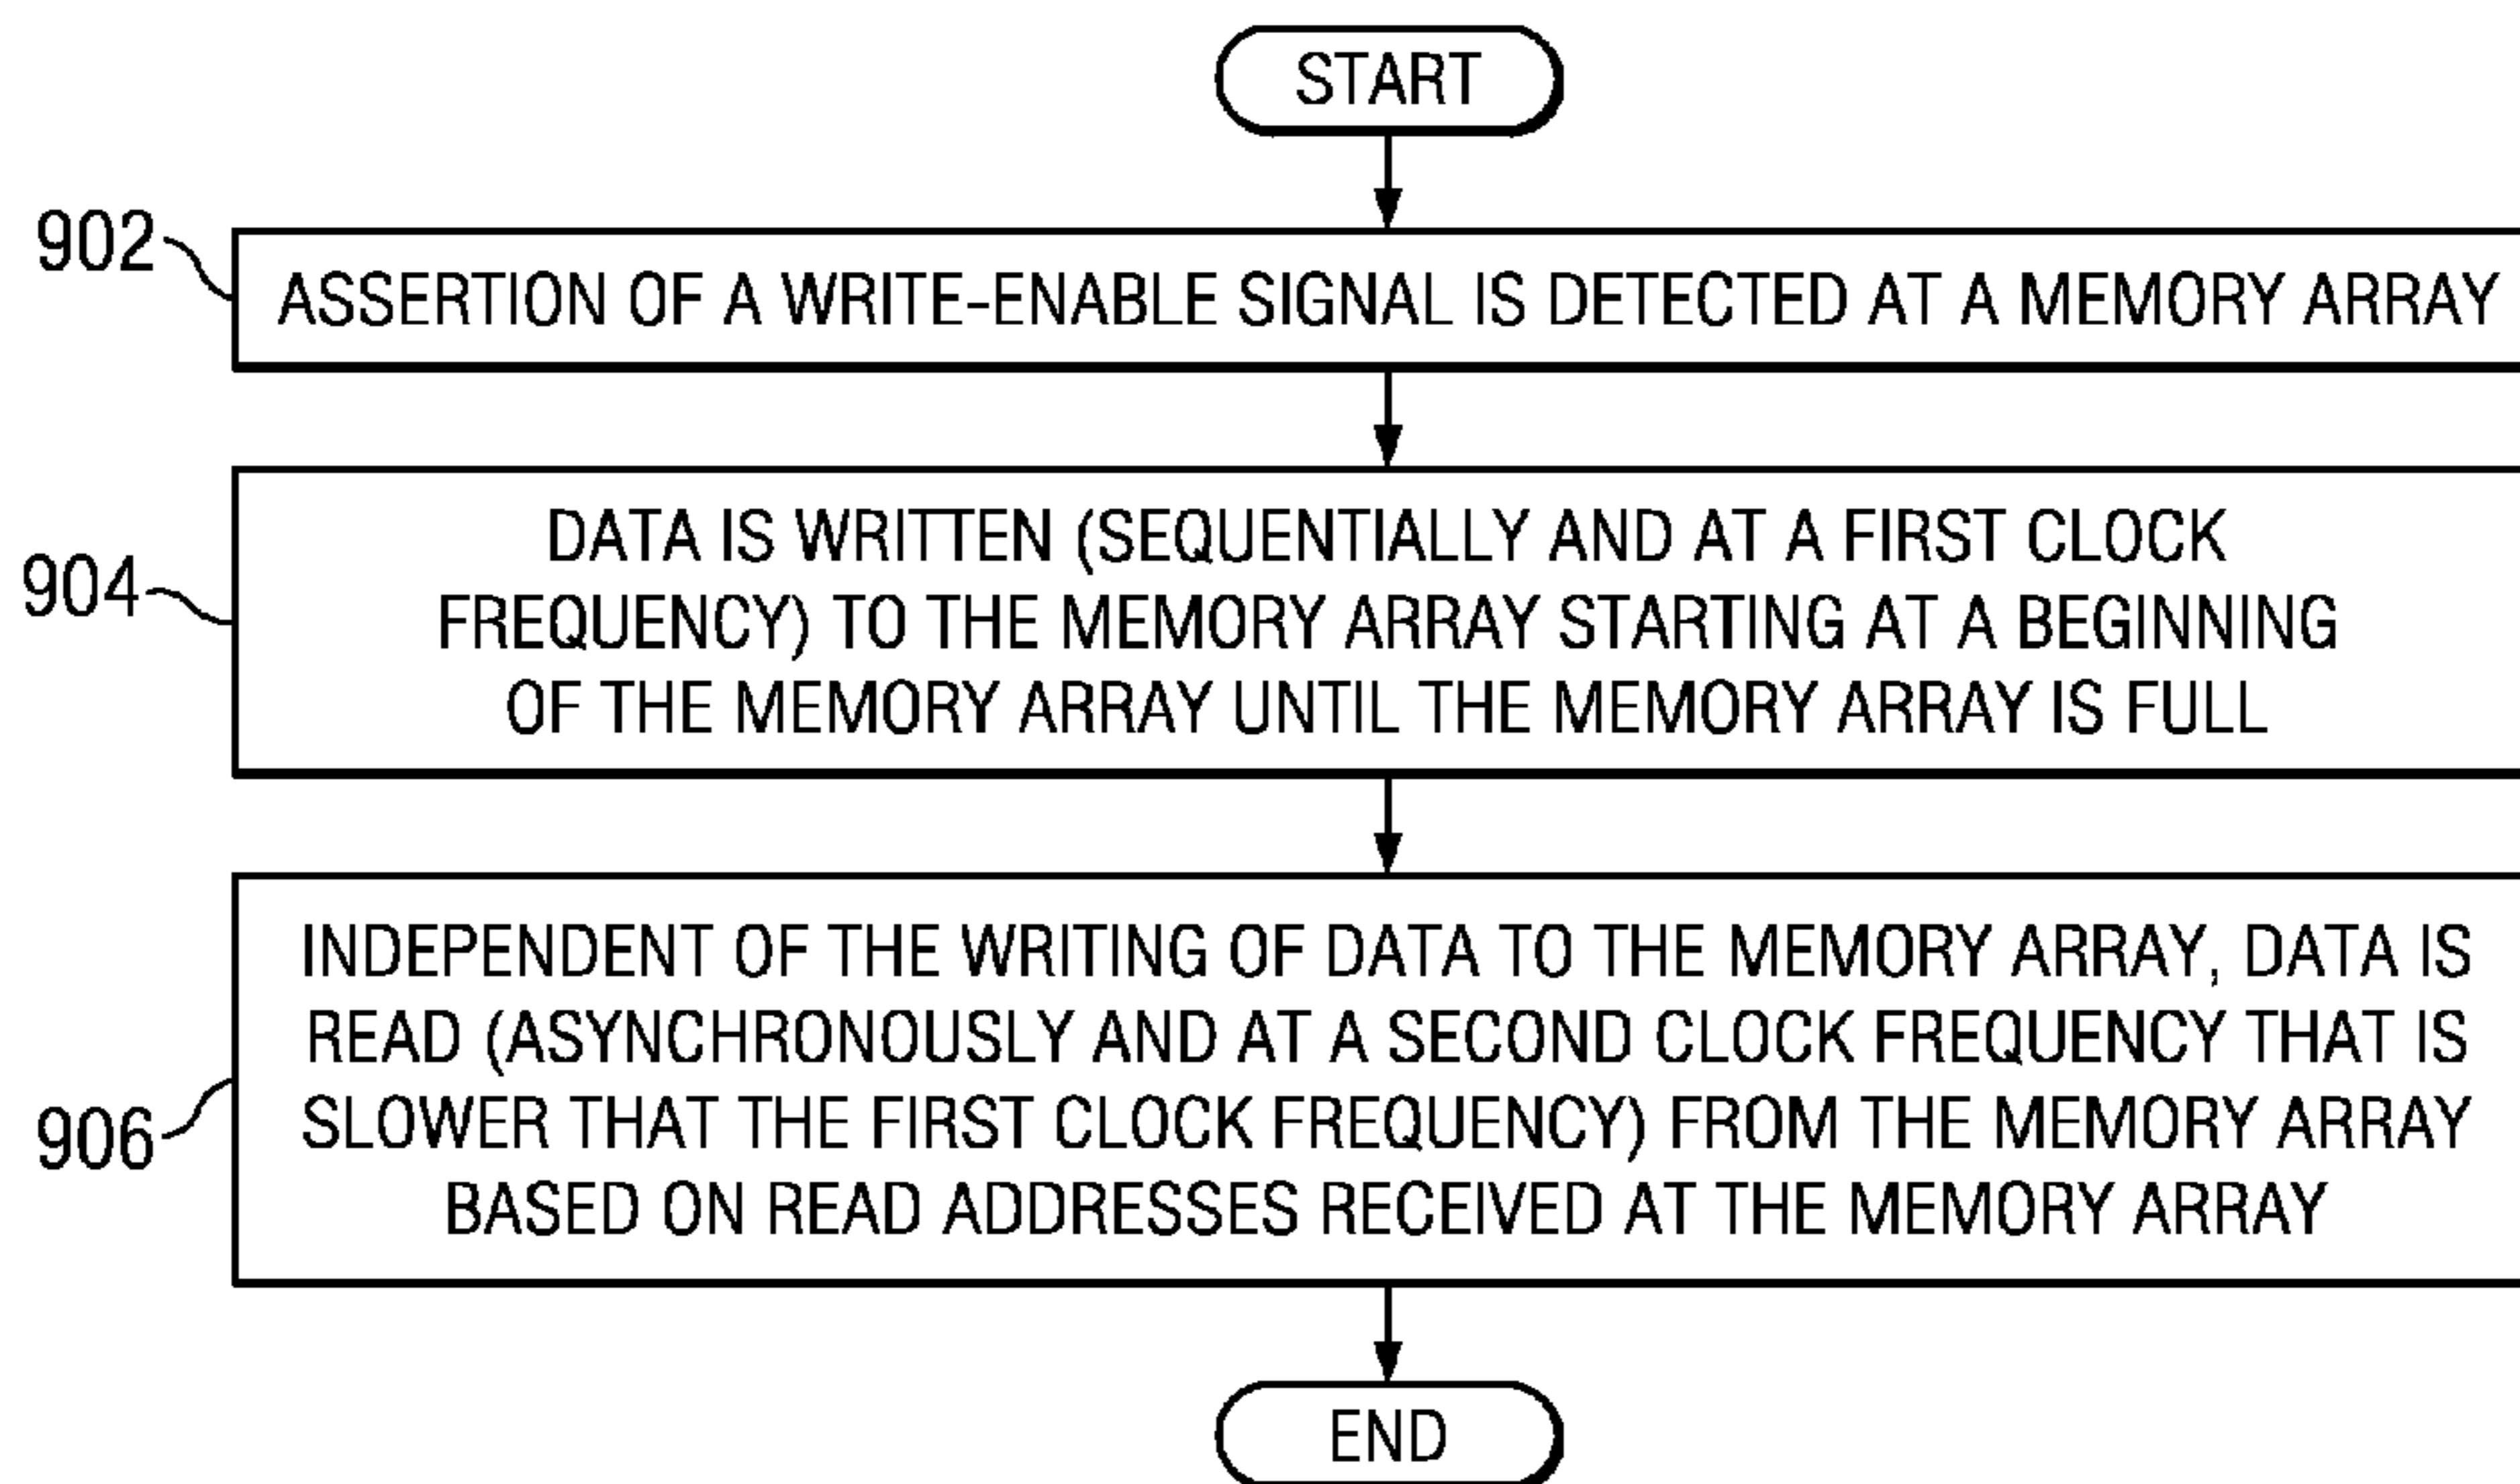 START
902
ASSERTION OF A WRITE-ENABLE SIGNAL IS DETECTED AT A MEMORY ARRAY
904
DATA IS WRITTEN (SEQUENTIALLY AND AT A FIRST CLOCK
FREQUENCY) TO THE MEMORY ARRAY STARTING AT A BEGINNING
OF THE MEMORY ARRAY UNTIL THE MEMORY ARRAY IS FULL
906
INDEPENDENT OF THE WRITING OF DATA TO THE MEMORY ARRAY, DATA IS
READ (ASYNCHRONOUSLY AND AT A SECOND CLOCK FREQUENCY THAT IS
SLOWER THAT THE FIRST CLOCK FREQUENCY) FROM THE MEMORY ARRAY
BASED ON READ ADDRESSES RECEIVED AT THE MEMORY ARRAY
END